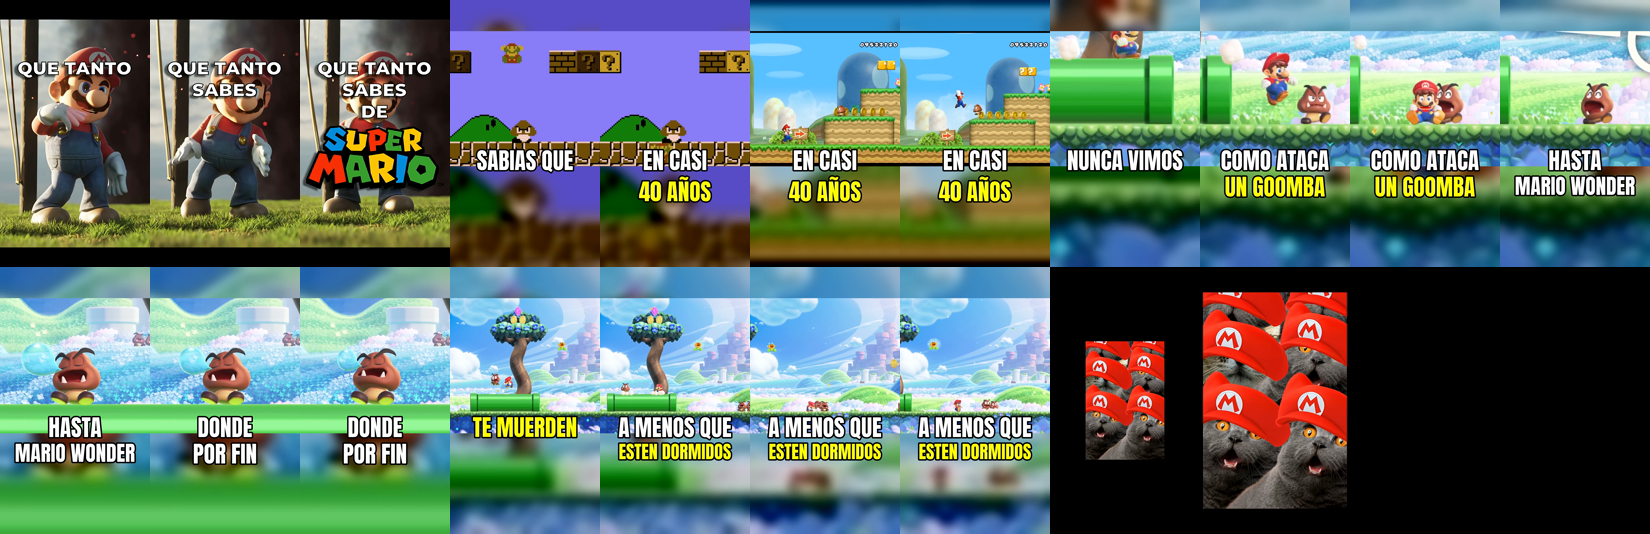 QUE TANTO
QUE TANTO
SABES
QUE TANTO
SABES
DE
SUPER
MARIO
SABIAS QUE
EN CASI
40 AÑOS
09633720
EN CASI
40 AÑOS
09633720
EN CASI
40 AÑOS
NUNCA VIMOS
COMO ATACA
UN GOOMBA
COMO ATACA
UN GOOMBA
HASTA
MARIO WONDER
HASTA
MARIO WONDER
DONDE
POR FIN
DONDE
POR FIN
TE MUERDEN
A MENOS QUE
ESTEN DORMIDOS
A MENOS QUE
ESTEN DORMIDOS
A MENOS QUE
ESTEN DORMIDOS